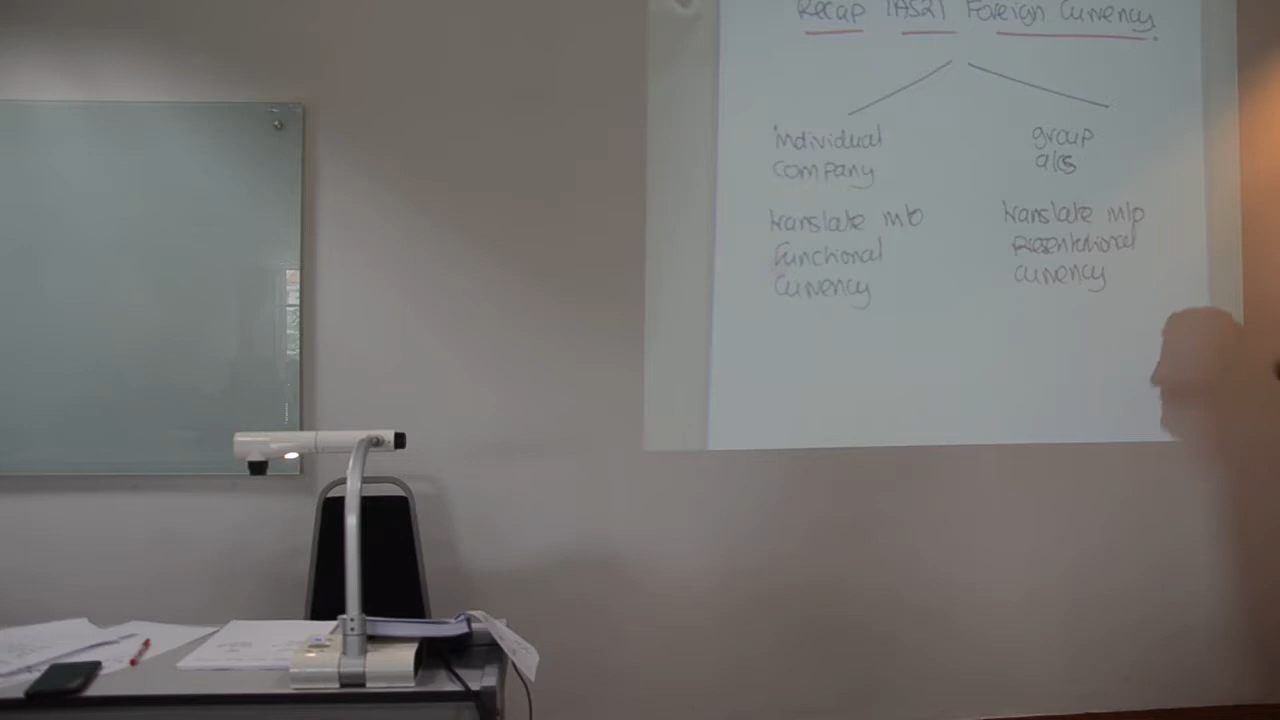 Recap IAS21 Foreign Currency
individual
company
translate into
Functional
Currency
group
a/cs
translate into
Presentational
currency